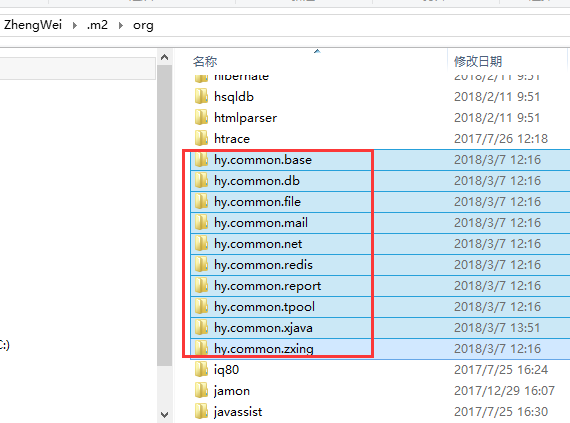 ZhengWei .m2 org
名称 修改日期
hibernate 2018/2/11 9:51
hsqldb 2018/2/11 9:51
htmlparser 2018/2/11 9:51
htrace 2017/7/26 12:18
hy.common.base 2018/3/7 12:16
hy.common.db 2018/3/7 12:16
hy.common.file 2018/3/7 12:16
hy.common.mail 2018/3/7 12:16
hy.common.net 2018/3/7 12:16
hy.common.redis 2018/3/7 12:16
hy.common.report 2018/3/7 12:16
hy.common.tpool 2018/3/7 12:16
hy.common.xjava 2018/3/7 13:51
C:)
hy.common.zxing 2018/3/7 12:16
iq80 2017/7/25 16:24
jamon 2017/12/29 16:07
javassist 2017/7/25 16:30